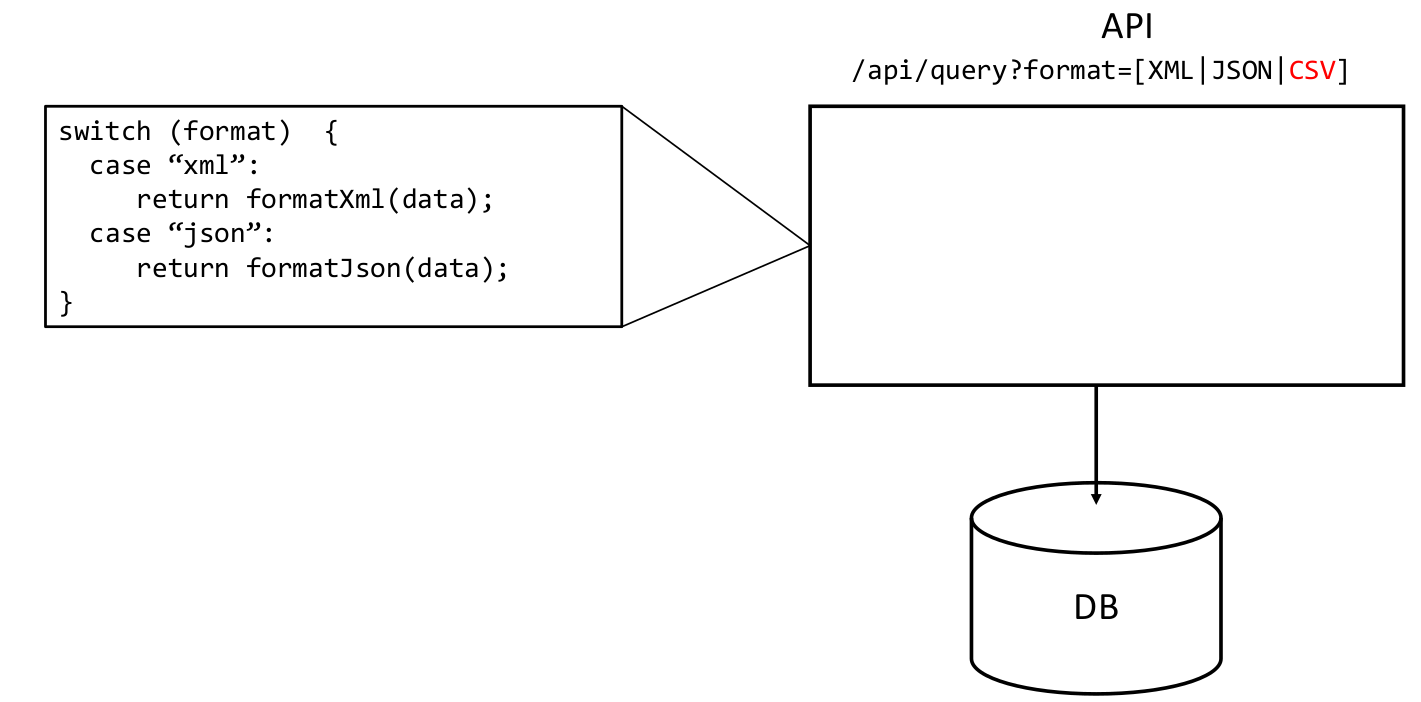 API
/api/query?format=[XML|JSON|CSV]
switch (format)  {
  case “xml”:
     return formatXml(data);
  case “json”:
     return formatJson(data);
}
DB